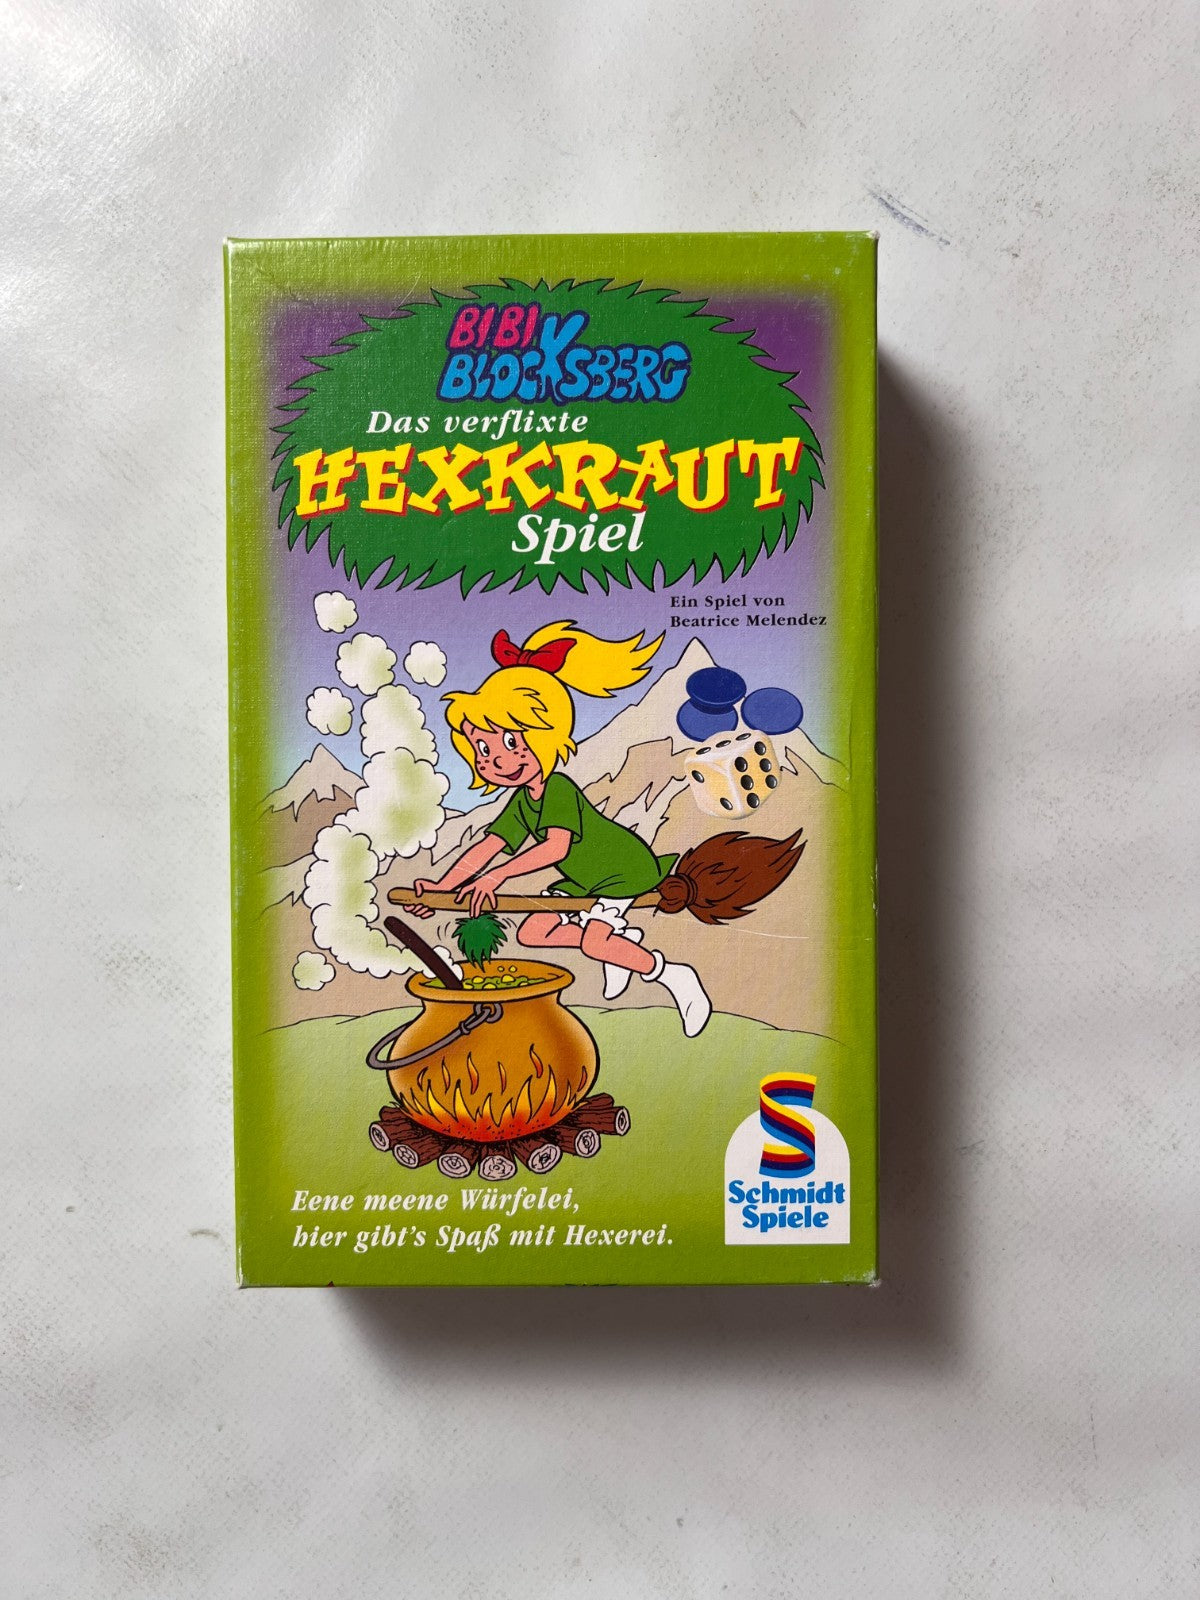 BIBI
BLOCKSBERG
Das verflixte
HEXKRAUT
Spiel
Ein Spiel von
Beatrice Melendez
Schmidt
Spiele
Eene meene Würfelei,
hier gibt's Spaß mit Hexerei.